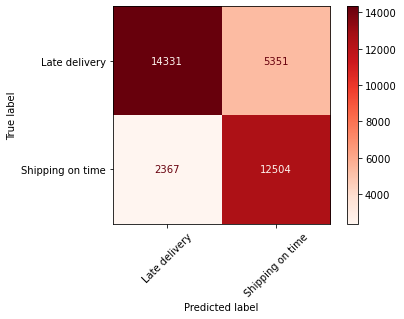 14000
Late delivery
14331
5351
12000
True label
10000
8000
Shipping on time
2367
12504
6000
4000
Late delivery
Shipping on time
Predicted label